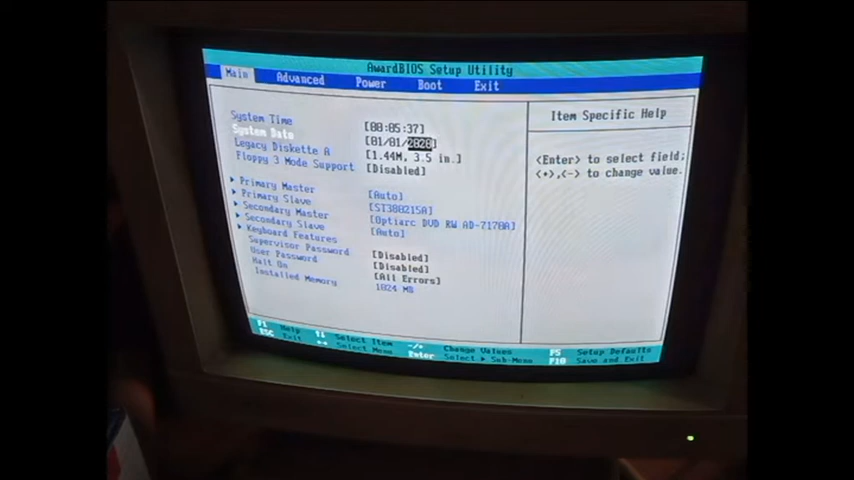 AwardBIOS Setup Utility
Main Advanced Power Boot Exit
System Time [00:05:37]
System Date [01/01/2020]
Legacy Diskette A [1.44M, 3.5 in.]
Floppy 3 Mode Support [Disabled]
Primary Master [Auto]
Primary Slave [ST380215A]
Secondary Master [Optiarc DVD RW AD-7170A]
Secondary Slave [Auto]
Keyboard Features
Supervisor Password [Disabled]
User Password [Disabled]
Halt On [All Errors]
Installed Memory 1024 MB
Item Specific Help
<Enter> to select field;
<+>,<-> to change value.
F1 Help ↑↓ Select Item -/+ Change Values F5 Setup Defaults
ESC Exit ←→ Select Menu Enter Select ► Sub-Menu F10 Save and Exit